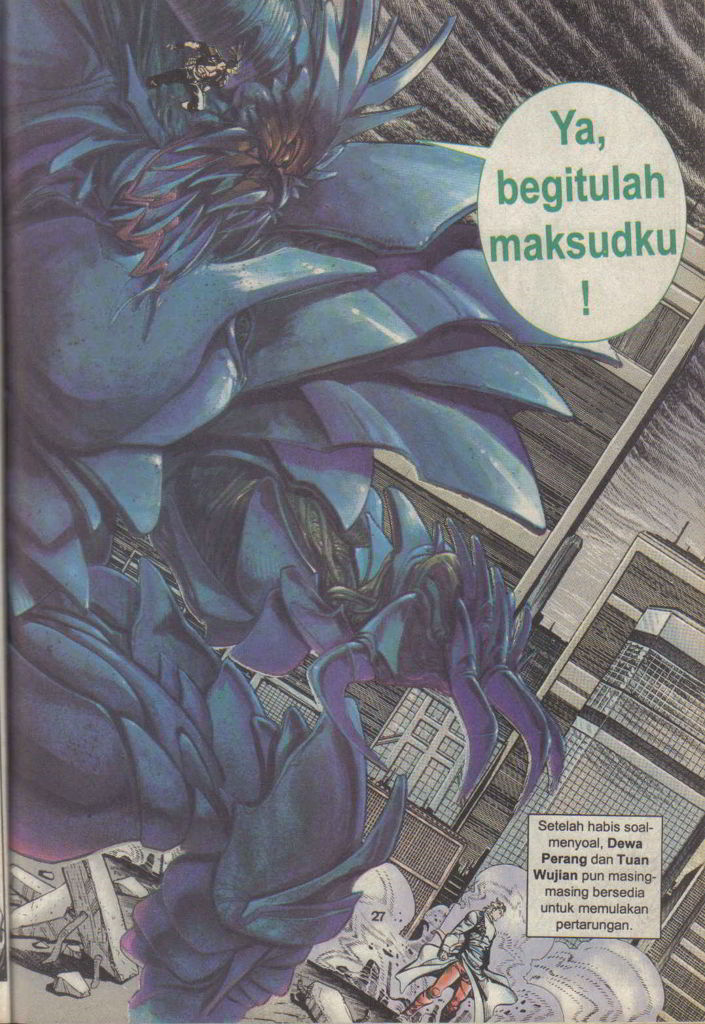 Ya,
begitulah
maksudku
!
Setelah habis soal-
menyoal, Dewa
Perang dan Tuan
Wujian pun masing-
masing bersedia
untuk memulakan
pertarungan.
27